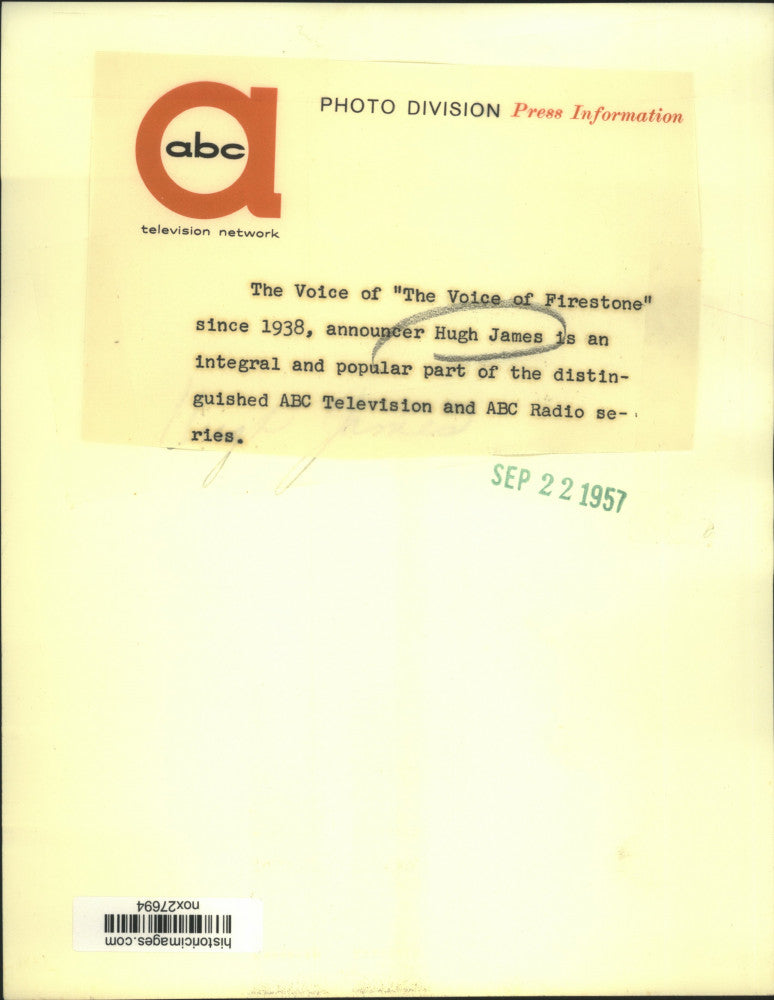 abc
television network
PHOTO DIVISION Press Information
The Voice of "The Voice of Firestone"
since 1938, announcer Hugh James is an
integral and popular part of the distin-
guished ABC Television and ABC Radio se-
ries.
James
SEP 22 1957
historicimages.com
nox27694